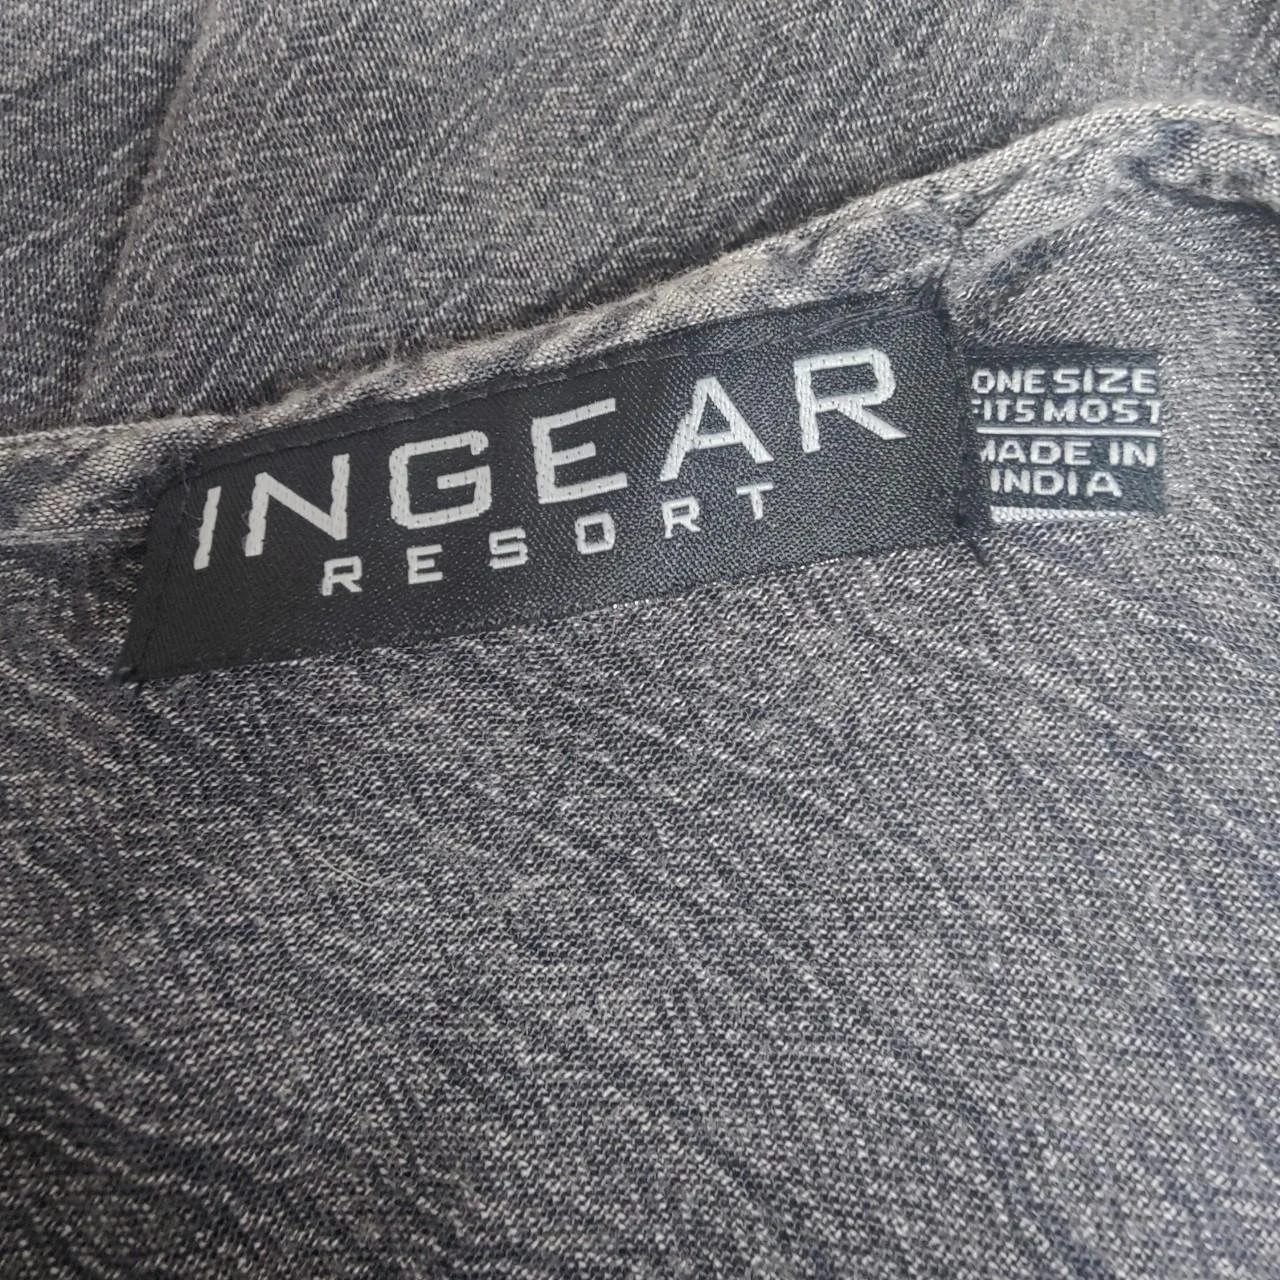 INGEAR
RESORT
ONE SIZE
FITS MOST
MADE IN
INDIA